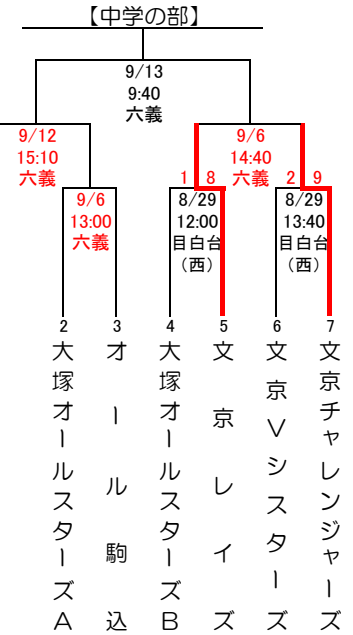 【中学の部】
9/13
9:40
六義
9/12
15:10
六義
9/6
14:40
六義
9/6
13:00
六義
1 8
8/29
12:00
目白台
（西）
2 9
8/29
13:40
目白台
（西）
2
大塚オールスターズA
3
オール駒込
4
大塚オールスターズB
5
文京レイズ
6
文京Vシスターズ
7
文京チャレンジャーズ